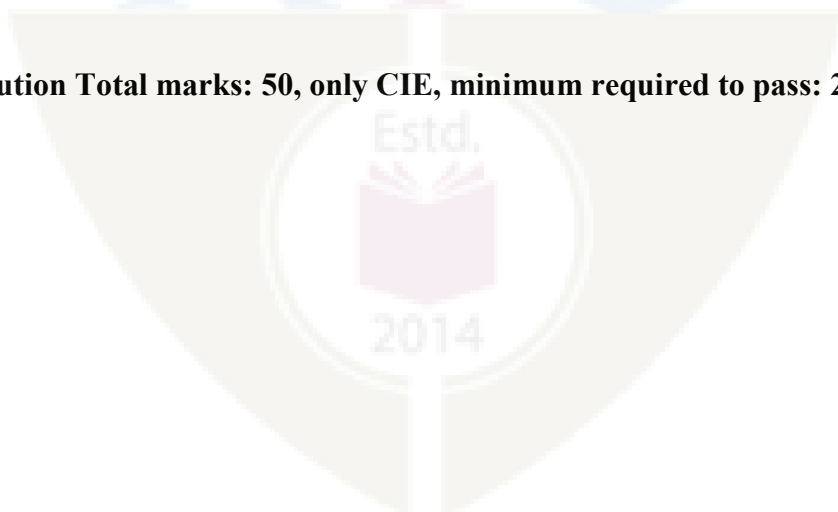 ution Total marks: 50, only CIE, minimum required to pass: 2
Estd.
2014